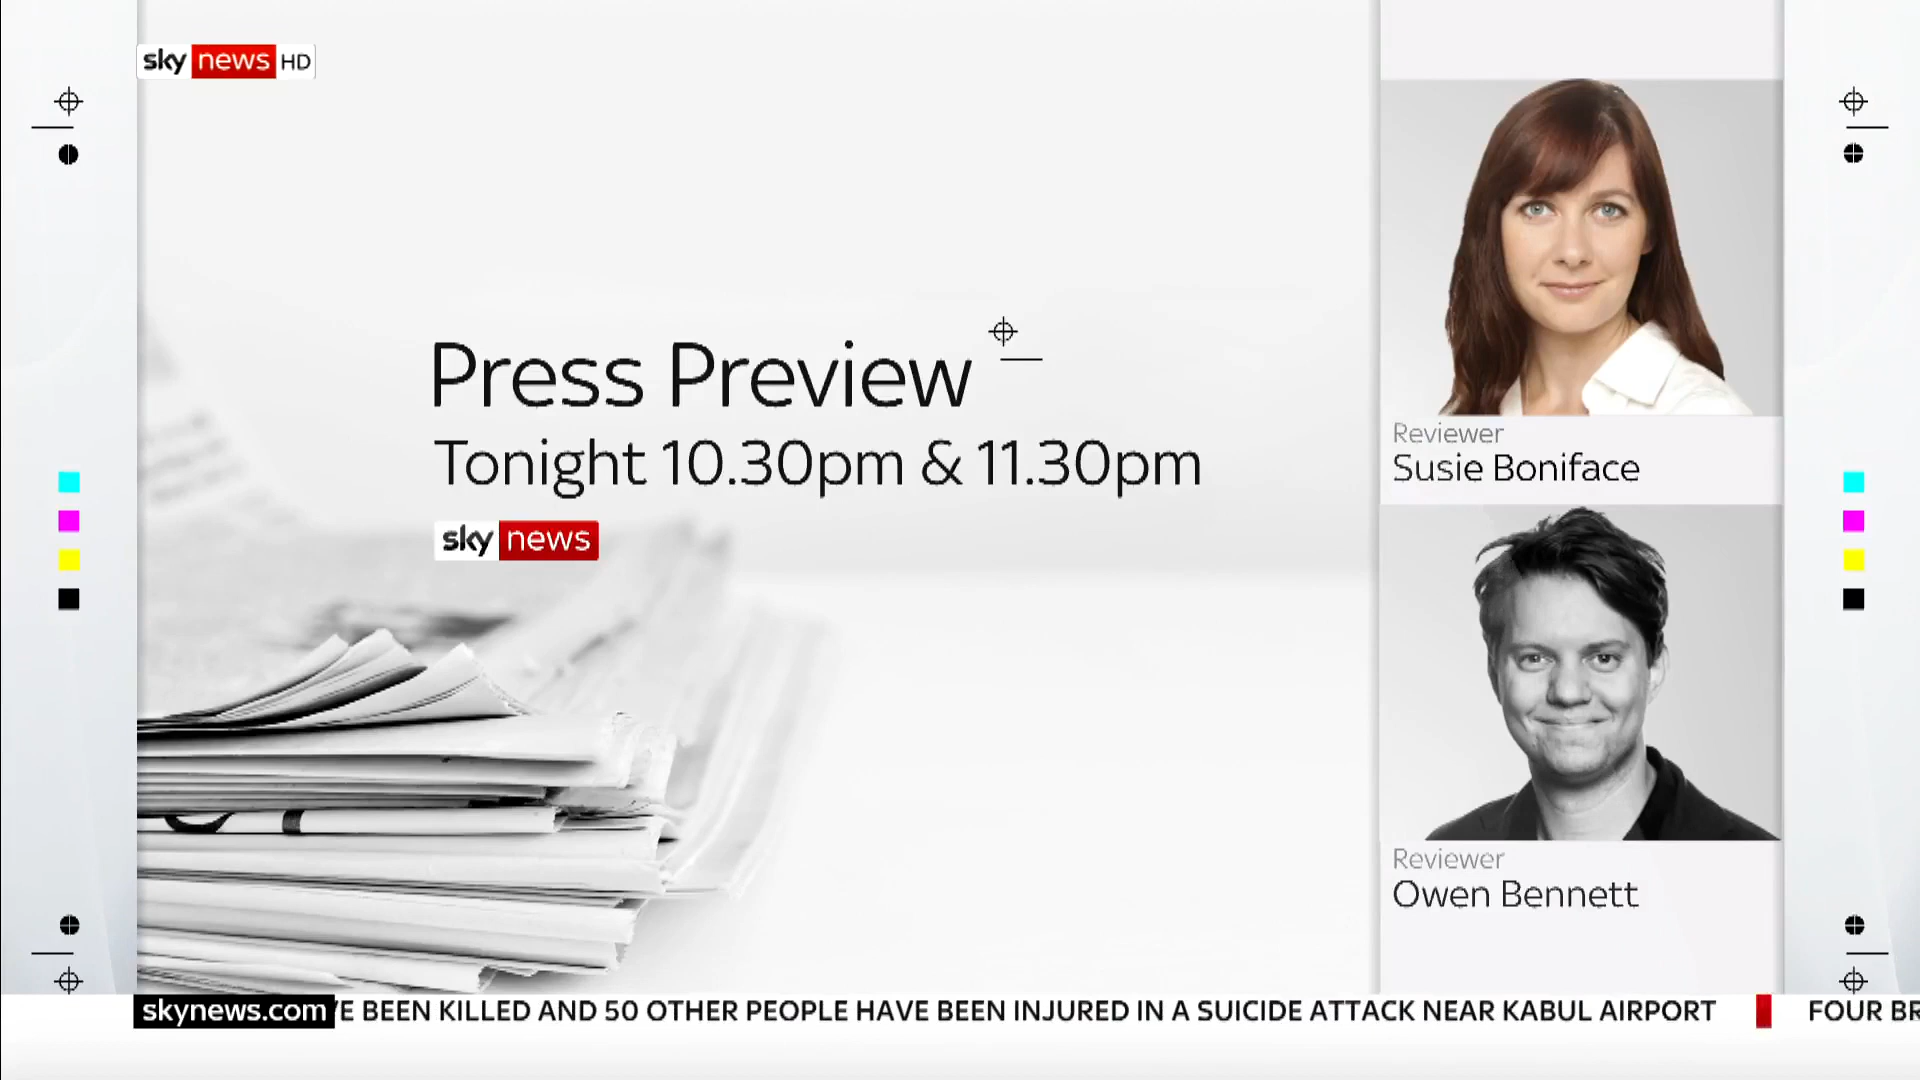 sky news HD
Press Preview
Tonight 10.30pm & 11.30pm
sky news
Reviewer
Susie Boniface
Reviewer
Owen Bennett
skynews.com
VE BEEN KILLED AND 50 OTHER PEOPLE HAVE BEEN INJURED IN A SUICIDE ATTACK NEAR KABUL AIRPORT
FOUR BR